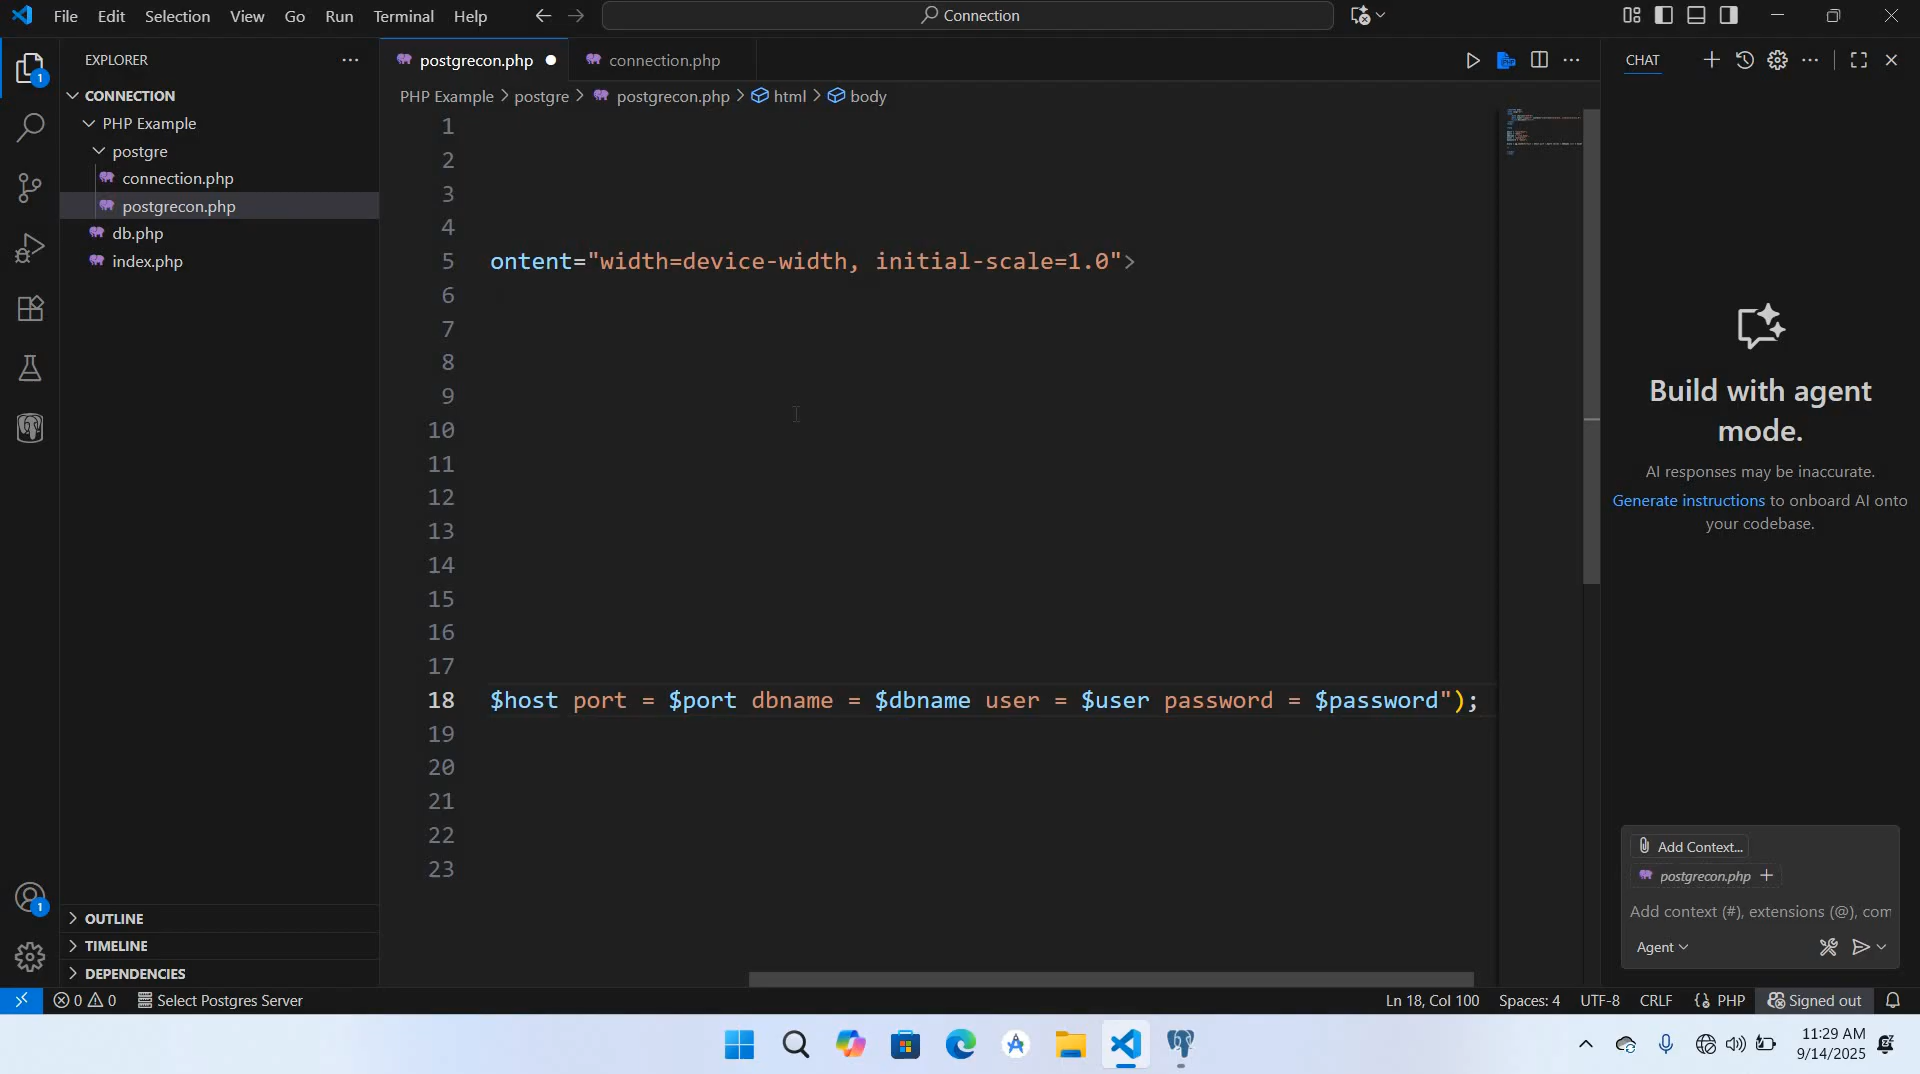 File Edit Selection View Go Run Terminal Help
Connection
EXPLORER
CONNECTION
PHP Example
postgre
connection.php
postgrecon.php
db.php
index.php
OUTLINE
TIMELINE
DEPENDENCIES
postgrecon.php
connection.php
PHP Example > postgre > postgrecon.php > html > body
1
2
3
4
5 ontent="width=device-width, initial-scale=1.0">
6
7
8
9
10
11
12
13
14
15
16
17
18 $host port = $port dbname = $dbname user = $user password = $password");
19
20
21
22
23
CHAT
Build with agent
mode.
AI responses may be inaccurate.
Generate instructions to onboard AI onto
your codebase.
Add Context...
postgrecon.php
Add context (#), extensions (@), com
Agent
1
1
0 0 Select Postgres Server
Ln 18, Col 100 Spaces: 4 UTF-8 CRLF PHP Signed out
11:29 AM
9/14/2025